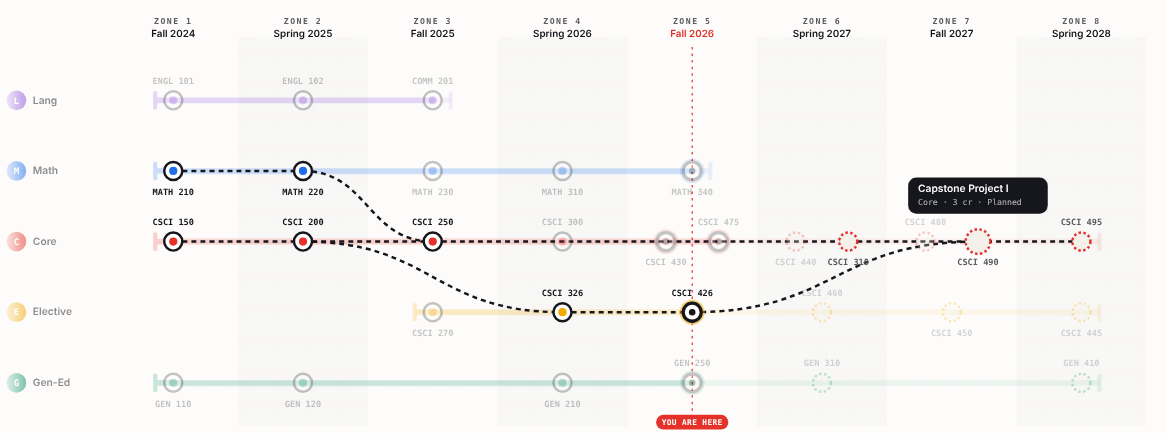 ZONE 1
Fall 2024
ZONE 2
Spring 2025
ZONE 3
Fall 2025
ZONE 4
Spring 2026
ZONE 5
Fall 2026
ZONE 6
Spring 2027
ZONE 7
Fall 2027
ZONE 8
Spring 2028
ENGL 101
ENGL 102
COMM 201
L
Lang
M
Math
MATH 210
MATH 220
MATH 230
MATH 310
MATH 340
Capstone Project I
Core · 3 cr · Planned
CSCI 150
CSCI 200
CSCI 250
CSCI 300
CSCI 475
CSCI 480
CSCI 495
C
Core
CSCI 430
CSCI 440
CSCI 310
CSCI 490
CSCI 326
CSCI 426
CSCI 460
E
Elective
CSCI 270
CSCI 450
CSCI 445
GEN 250
GEN 310
GEN 410
G
Gen-Ed
GEN 110
GEN 120
GEN 210
YOU ARE HERE